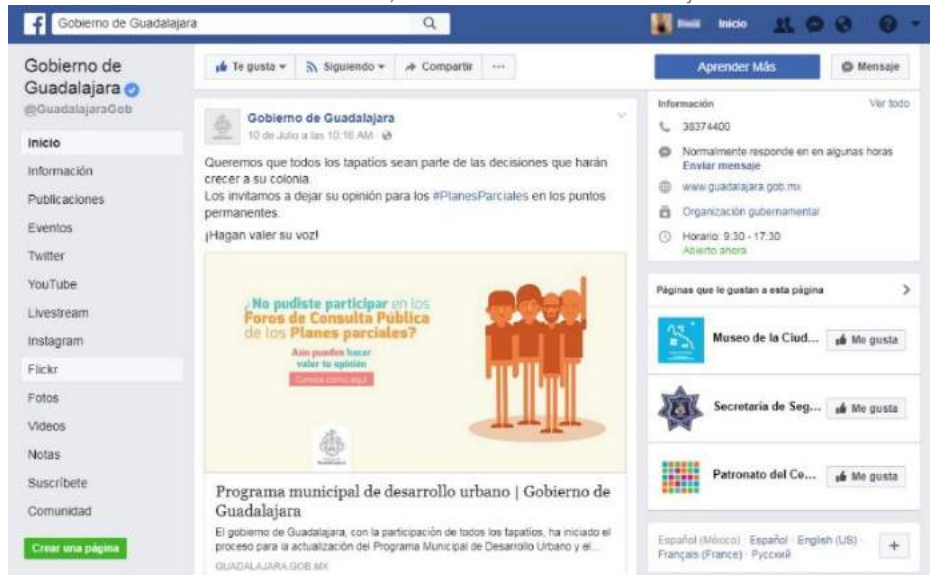 Gobierno de Guadalajara
Inicio
Gobierno de
Guadalajara
@GuadalajaraGob
Inicio
Información
Publicaciones
Eventos
Twitter
YouTube
Livestream
Instagram
Flickr
Fotos
Videos
Notas
Suscríbete
Comunidad
Crear una página
Te gusta Siguiendo Compartir ...
Gobierno de Guadalajara
10 de Julio a las 10:16 AM
Queremos que todos los tapatíos sean parte de las decisiones que harán
crecer a su colonia.
Los invitamos a dejar su opinión para los #PlanesParciales en los puntos
permanentes.
¡Hagan valer su voz!
¿No pudiste participar en los
Foros de Consulta Pública
de los Planes parciales?
Aún puedes hacer
valer tu opinión
Conoce cómo aquí
Guadalajara
Programa municipal de desarrollo urbano | Gobierno de
Guadalajara
El gobierno de Guadalajara, con la participación de todos los tapatíos, ha iniciado el
proceso para la actualización del Programa Municipal de Desarrollo Urbano y el...
GUADALAJARA.GOB.MX
Aprender Más Mensaje
Información Ver todo
38374400
Normalmente responde en en algunas horas
Enviar mensaje
www.guadalajara.gob.mx
Organización gubernamental
Horario: 9:30 - 17:30
Abierto ahora
Páginas que le gustan a esta página
Museo de la Ciud... Me gusta
Secretaría de Seg... Me gusta
Patronato del Ce... Me gusta
Español (México) · Español · English (US) ·
Français (France) · Русский